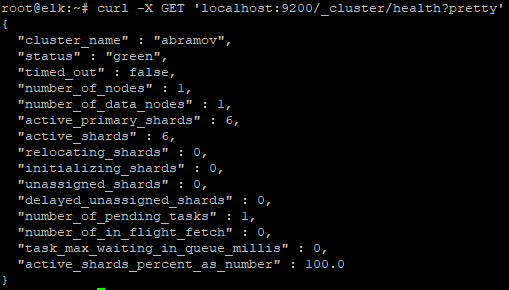 root@elk:~# curl -X GET 'localhost:9200/_cluster/health?pretty'
{
  "cluster_name" : "abramov",
  "status" : "green",
  "timed_out" : false,
  "number_of_nodes" : 1,
  "number_of_data_nodes" : 1,
  "active_primary_shards" : 6,
  "active_shards" : 6,
  "relocating_shards" : 0,
  "initializing_shards" : 0,
  "unassigned_shards" : 0,
  "delayed_unassigned_shards" : 0,
  "number_of_pending_tasks" : 1,
  "number_of_in_flight_fetch" : 0,
  "task_max_waiting_in_queue_millis" : 0,
  "active_shards_percent_as_number" : 100.0
}